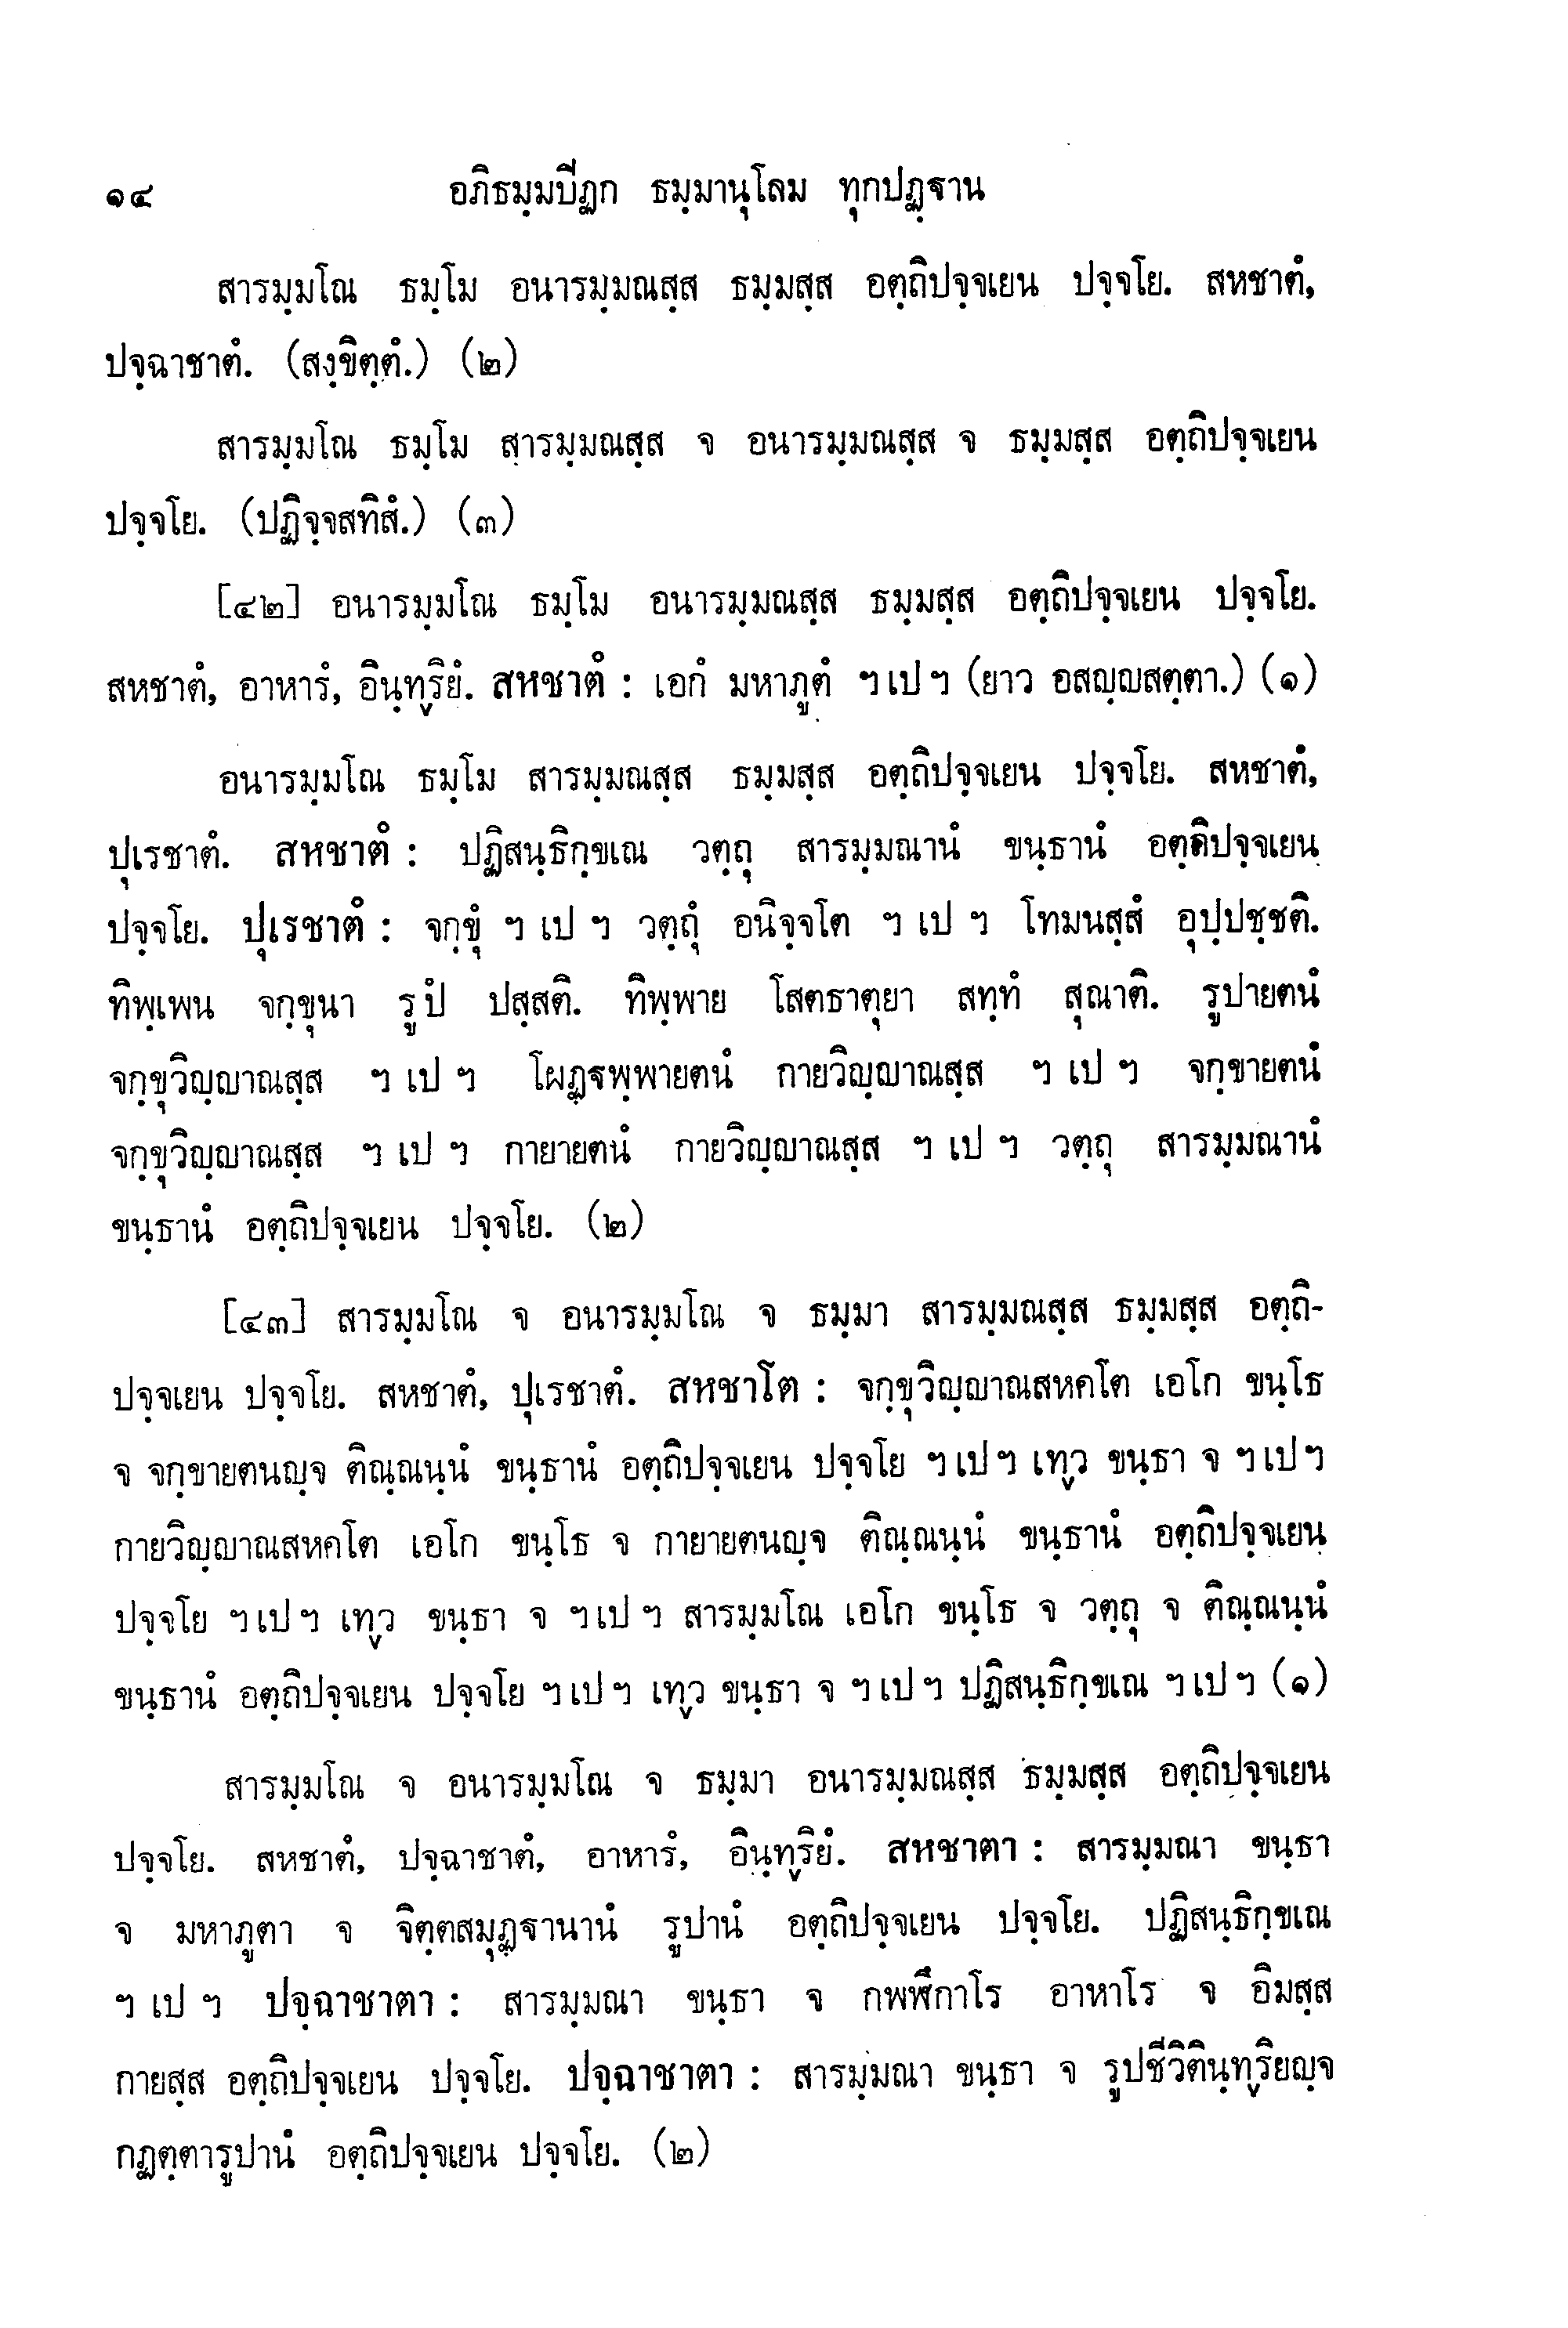 ๑๔ อภิธมฺมปีฏก ธมฺมานุโลม ทุกปฏฺฐาน
สารมฺมโณ ธมฺโม อนารมฺมณสฺส ธมฺมสฺส อตฺถิปจฺจเยน ปจฺจโย. สหชาตํ,
ปจฺฉาชาตํ. (สงฺขิตฺตํ.) (๒)
สารมฺมโณ ธมฺโม สารมฺมณสฺส จ อนารมฺมณสฺส จ ธมฺมสฺส อตฺถิปจฺจเยน
ปจฺจโย. (ปฏิจฺจสทิสํ.) (๓)
[๔๒] อนารมฺมโณ ธมฺโม อนารมฺมณสฺส ธมฺมสฺส อตฺถิปจฺจเยน ปจฺจโย.
สหชาตํ, อาหารํ, อินฺทฺริยํ. สหชาตํ : เอกํ มหาภูตํ ฯ เป ฯ (ยาว อสญฺญสตฺตา.) (๑)
อนารมฺมโณ ธมฺโม สารมฺมณสฺส ธมฺมสฺส อตฺถิปจฺจเยน ปจฺจโย. สหชาตํ,
ปุเรชาตํ. สหชาตํ : ปฏิสนฺธิกฺขเณ วตฺถุ สารมฺมณานํ ขนฺธานํ อตฺถิปจฺจเยน
ปจฺจโย. ปุเรชาตํ : จกฺขุํ ฯ เป ฯ วตฺถุํ อนิจฺจโต ฯ เป ฯ โทมนสฺสํ อุปฺปชฺชติ.
ทิพฺเพน จกฺขุนา รูปํ ปสฺสติ. ทิพฺพาย โสตธาตุยา สทฺทํ สุณาติ. รูปายตนํ
จกฺขุวิญฺญาณสฺส ฯ เป ฯ โผฏฺฐพฺพายตนํ กายวิญฺญาณสฺส ฯ เป ฯ จกฺขายตนํ
จกฺขุวิญฺญาณสฺส ฯ เป ฯ กายายตนํ กายวิญฺญาณสฺส ฯ เป ฯ วตฺถุ สารมฺมณานํ
ขนฺธานํ อตฺถิปจฺจเยน ปจฺจโย. (๒)
[๔๓] สารมฺมโณ จ อนารมฺมโณ จ ธมฺมา สารมฺมณสฺส ธมฺมสฺส อตฺถิ-
ปจฺจเยน ปจฺจโย. สหชาตํ, ปุเรชาตํ. สหชาโต : จกฺขุวิญฺญาณสหคโต เอโก ขนฺโธ
จ จกฺขายตนญฺจ ติณฺณนฺนํ ขนฺธานํ อตฺถิปจฺจเยน ปจฺจโย ฯ เป ฯ เทฺว ขนฺธา จ ฯ เป ฯ
กายวิญฺญาณสหคโต เอโก ขนฺโธ จ กายายตนญฺจ ติณฺณนฺนํ ขนฺธานํ อตฺถิปจฺจเยน
ปจฺจโย ฯ เป ฯ เทฺว ขนฺธา จ ฯ เป ฯ สารมฺมโณ เอโก ขนฺโธ จ วตฺถุ จ ติณฺณนฺนํ
ขนฺธานํ อตฺถิปจฺจเยน ปจฺจโย ฯ เป ฯ เทฺว ขนฺธา จ ฯ เป ฯ ปฏิสนฺธิกฺขเณ ฯ เป ฯ (๑)
สารมฺมโณ จ อนารมฺมโณ จ ธมฺมา อนารมฺมณสฺส ธมฺมสฺส อตฺถิปจฺจเยน
ปจฺจโย. สหชาตํ, ปจฺฉาชาตํ, อาหารํ, อินฺทฺริยํ. สหชาตา : สารมฺมณา ขนฺธา
จ มหาภูตา จ จิตฺตสมุฏฺฐานานํ รูปานํ อตฺถิปจฺจเยน ปจฺจโย. ปฏิสนฺธิกฺขเณ
ฯ เป ฯ ปจฺฉาชาตา : สารมฺมณา ขนฺธา จ กพฬีกาโร อาหาโร จ อิมสฺส
กายสฺส อตฺถิปจฺจเยน ปจฺจโย. ปจฺฉาชาตา : สารมฺมณา ขนฺธา จ รูปชีวิตินฺทฺริยญฺจ
กฏตฺตารูปานํ อตฺถิปจฺจเยน ปจฺจโย. (๒)